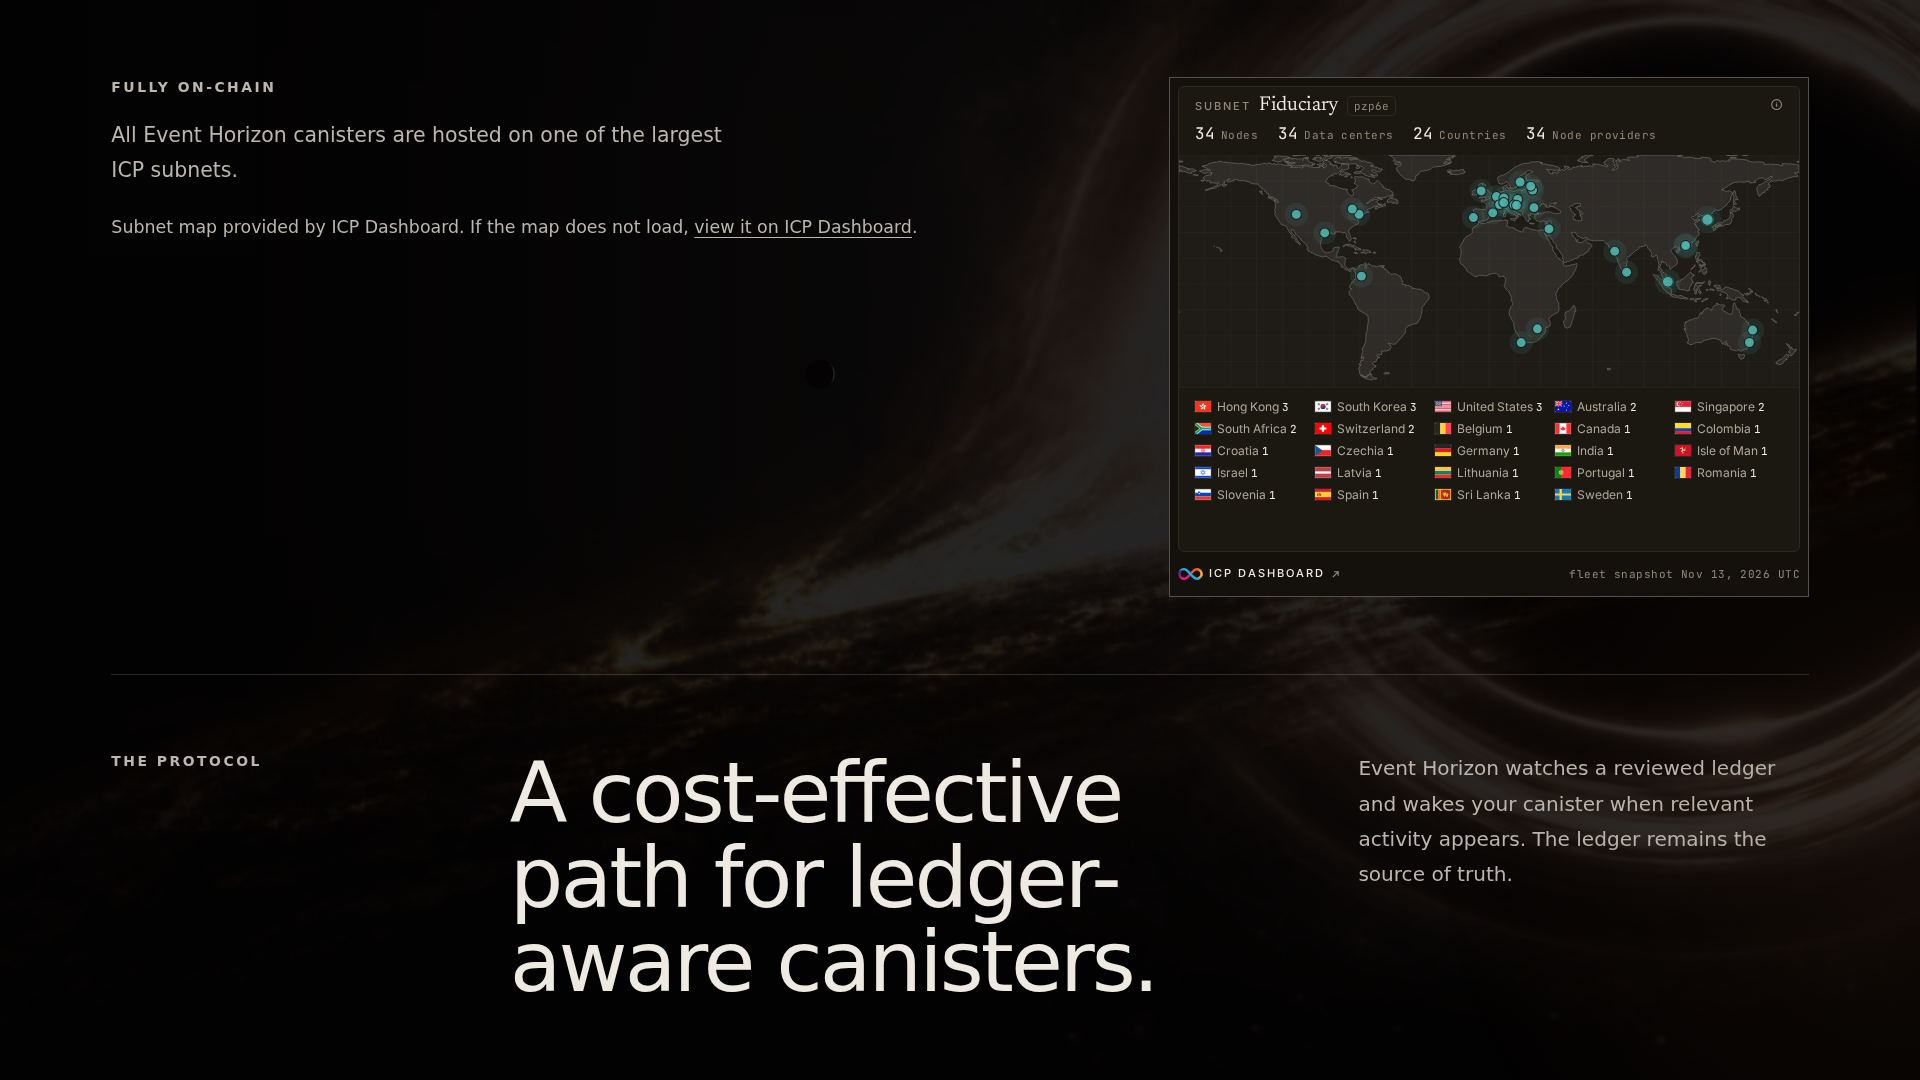 FULLY ON-CHAIN
All Event Horizon canisters are hosted on one of the largest
ICP subnets.
Subnet map provided by ICP Dashboard. If the map does not load, view it on ICP Dashboard.
SUBNET Fiduciary pzp6e
34 Nodes 34 Data centers 24 Countries 34 Node providers
Hong Kong 3 South Korea 3 United States 3 Australia 2 Singapore 2
South Africa 2 Switzerland 2 Belgium 1 Canada 1 Colombia 1
Croatia 1 Czechia 1 Germany 1 India 1 Isle of Man 1
Israel 1 Latvia 1 Lithuania 1 Portugal 1 Romania 1
Slovenia 1 Spain 1 Sri Lanka 1 Sweden 1
ICP DASHBOARD ↗ fleet snapshot Nov 13, 2026 UTC
THE PROTOCOL
A cost-effective
path for ledger-
aware canisters.
Event Horizon watches a reviewed ledger
and wakes your canister when relevant
activity appears. The ledger remains the
source of truth.